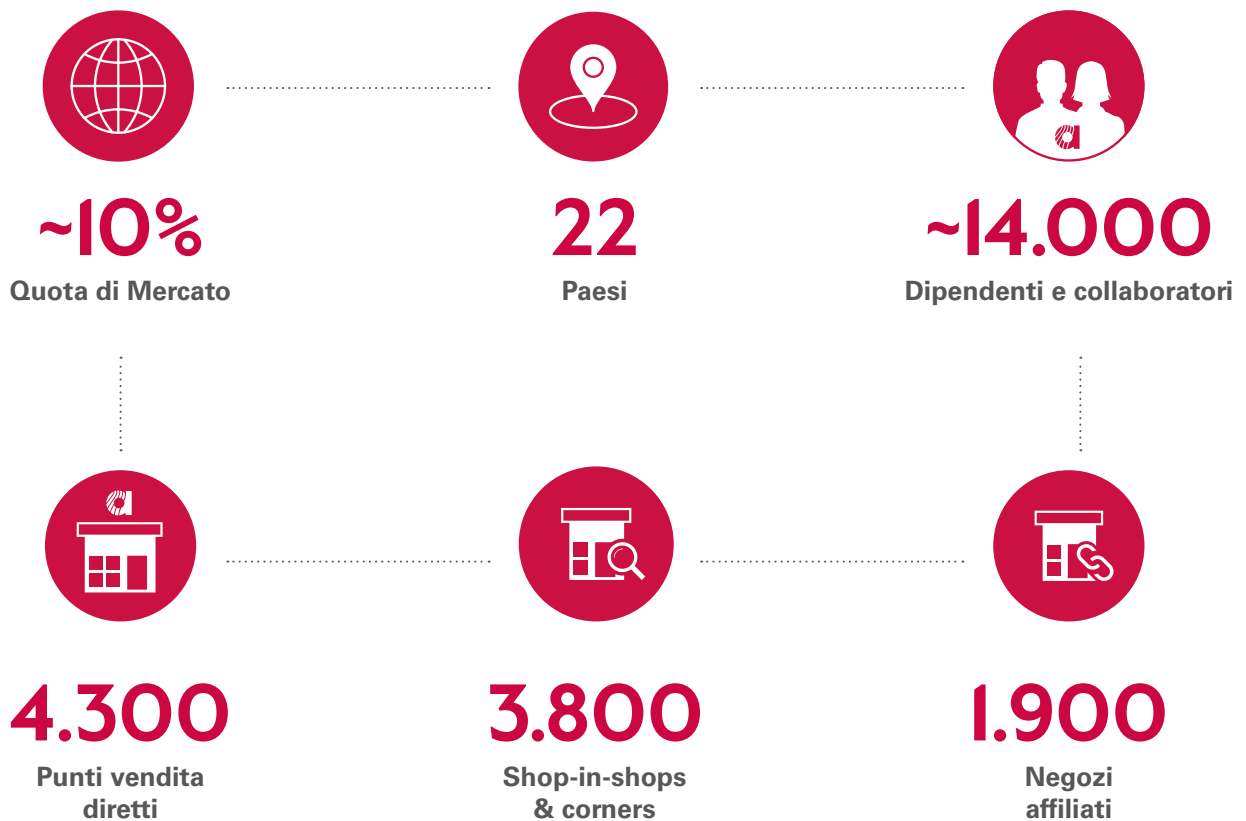 ~10%
Quota di Mercato
22
Paesi
~14.000
Dipendenti e collaboratori
4.300
Punti vendita
diretti
3.800
Shop-in-shops
& corners
1.900
Negozi
affiliati